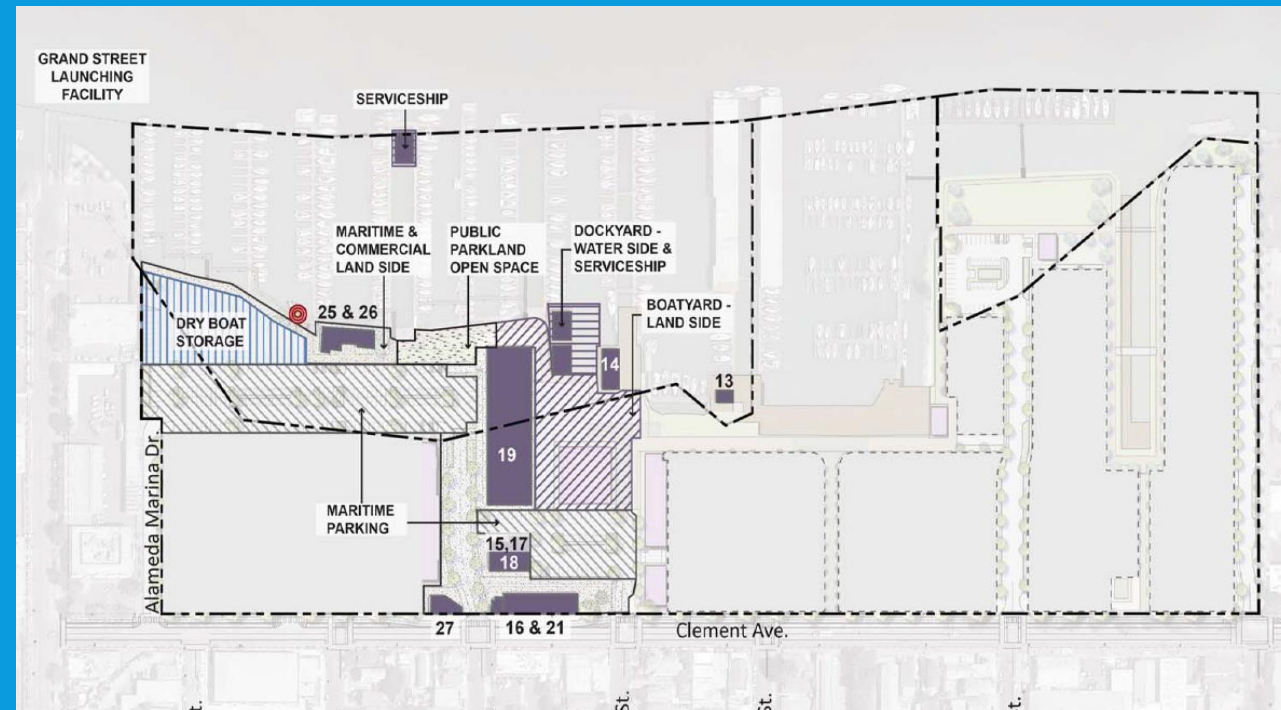 GRAND STREET
LAUNCHING
FACILITY
SERVICESHIP
MARITIME &
COMMERCIAL
LAND SIDE
PUBLIC
PARKLAND
OPEN SPACE
DOCKYARD -
WATER SIDE &
SERVICESHIP
BOATYARD -
LAND SIDE
DRY BOAT
STORAGE
25 & 26
14
13
19
MARITIME
PARKING
15,17
18
Alameda Marina Dr.
27
16 & 21
Clement Ave.
t.
St.
St.
t.